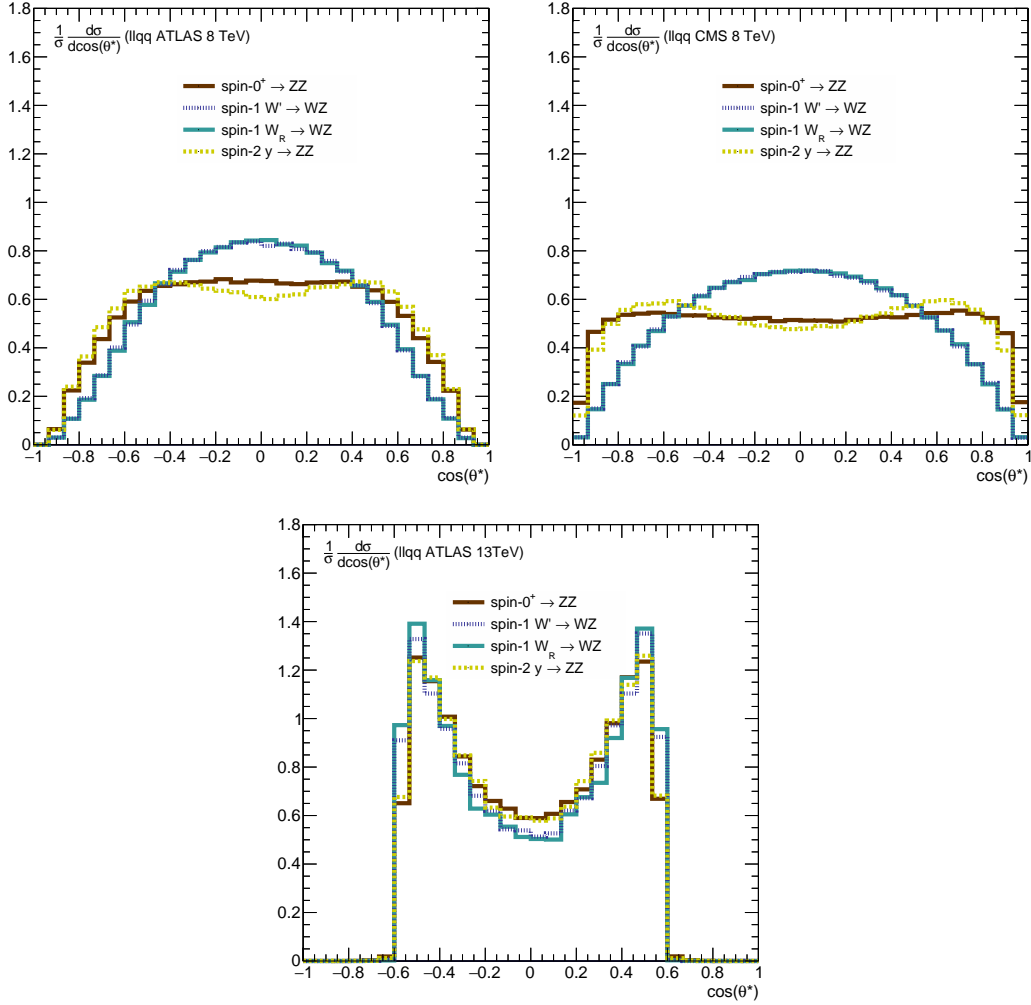 1/σ dσ/dcos(θ*) (llqq ATLAS 8 TeV)
spin-0⁺ → ZZ
spin-1 W' → WZ
spin-1 W_R → WZ
spin-2 y → ZZ
1.8
1.6
1.4
1.2
1
0.8
0.6
0.4
0.2
0
−1 −0.8 −0.6 −0.4 −0.2 0 0.2 0.4 0.6 0.8 1
cos(θ*)
1/σ dσ/dcos(θ*) (llqq CMS 8 TeV)
spin-0⁺ → ZZ
spin-1 W' → WZ
spin-1 W_R → WZ
spin-2 y → ZZ
1.8
1.6
1.4
1.2
1
0.8
0.6
0.4
0.2
0
−1 −0.8 −0.6 −0.4 −0.2 0 0.2 0.4 0.6 0.8 1
cos(θ*)
1/σ dσ/dcos(θ*) (llqq ATLAS 13TeV)
spin-0⁺ → ZZ
spin-1 W' → WZ
spin-1 W_R → WZ
spin-2 y → ZZ
1.8
1.6
1.4
1.2
1
0.8
0.6
0.4
0.2
0
−1 −0.8 −0.6 −0.4 −0.2 0 0.2 0.4 0.6 0.8 1
cos(θ*)